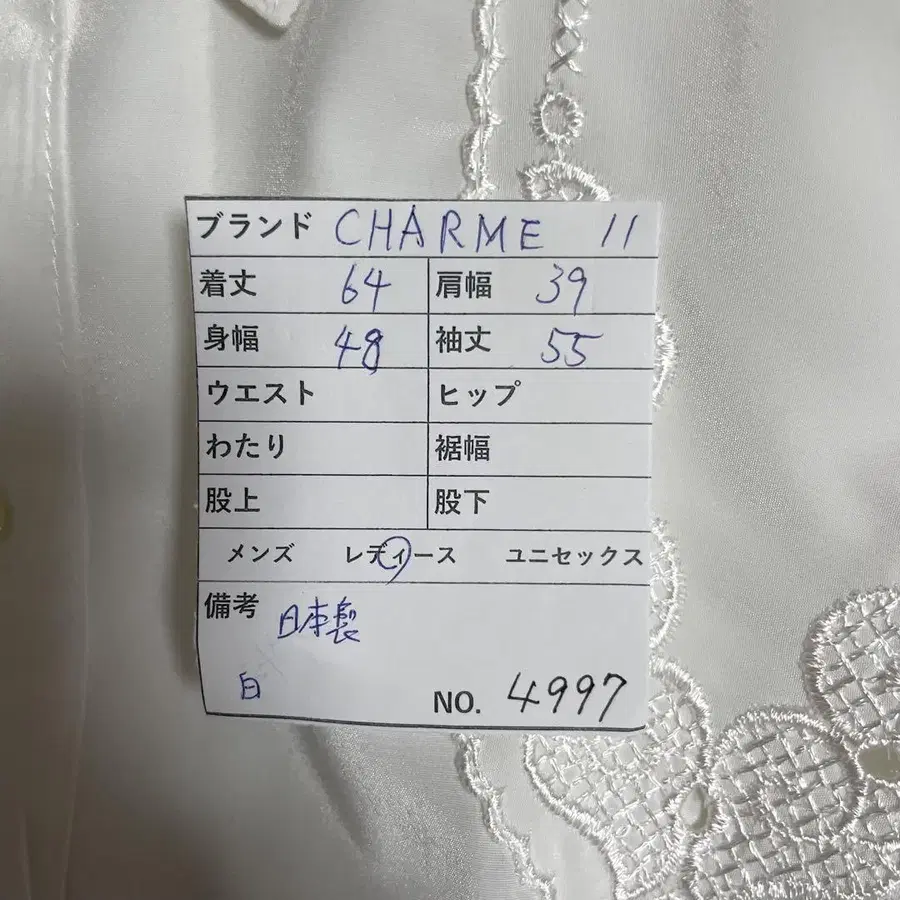 ブランド CHARME 11
着丈 64 肩幅 39
身幅 48 袖丈 55
ウエスト ヒップ
わたり 裾幅
股上 股下
メンズ レディース ユニセックス
備考 日本製
白 NO. 4997